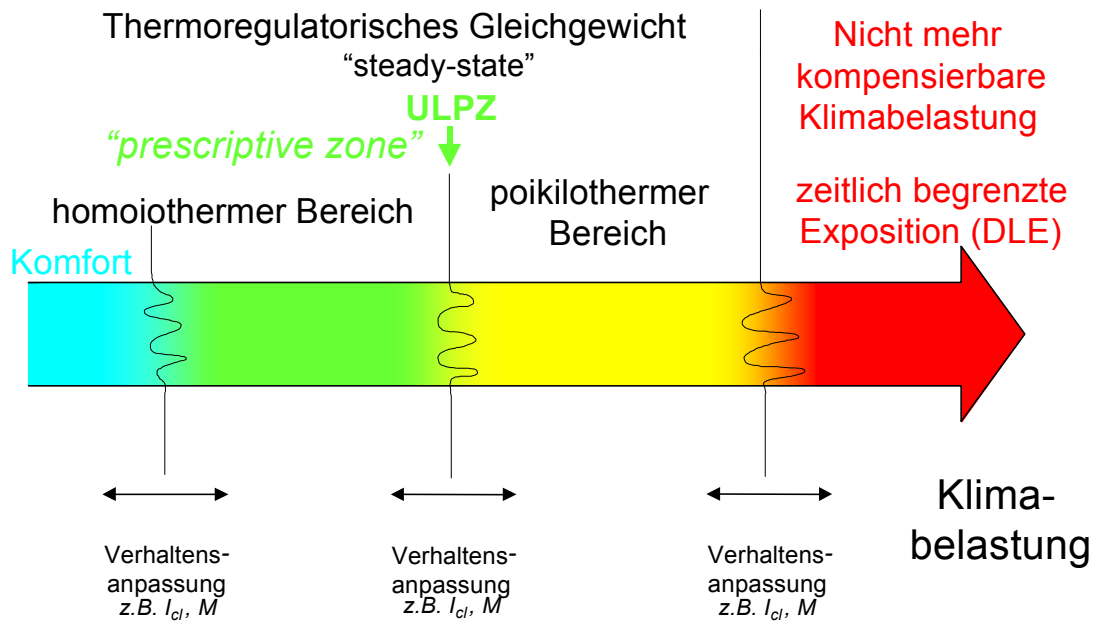 Thermoregulatorisches Gleichgewicht
“steady-state”
ULPZ
“prescriptive zone”
homoiothermer Bereich
poikilothermer
Bereich
Nicht mehr
kompensierbare
Klimabelastung
zeitlich begrenzte
Exposition (DLE)
Komfort
Klima-
belastung
Verhaltens-
anpassung
z.B. Icl, M
Verhaltens-
anpassung
z.B. Icl, M
Verhaltens-
anpassung
z.B. Icl, M